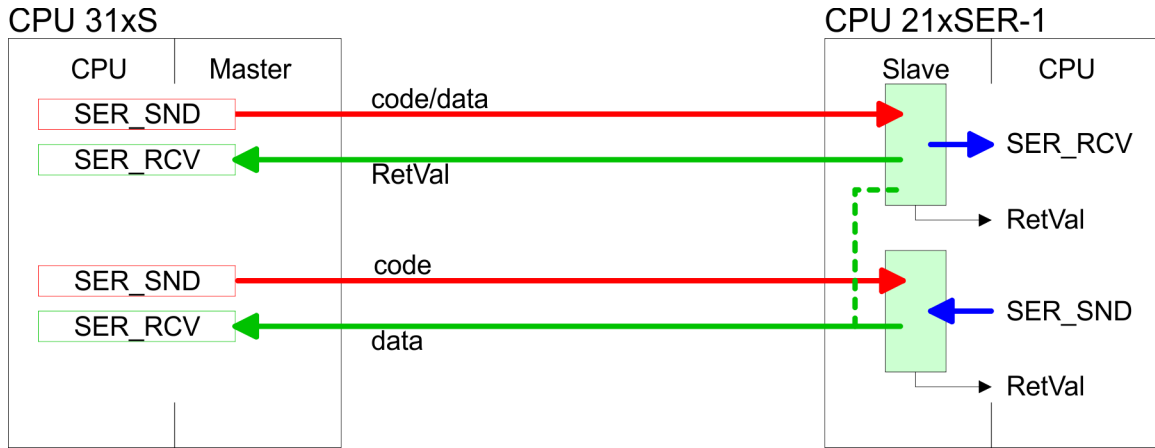 CPU 31xS
CPU 21xSER-1
CPU
Master
Slave
CPU
SER_SND
code/data
SER_RCV
SER_RCV
RetVal
RetVal
SER_SND
code
SER_SND
SER_RCV
data
RetVal